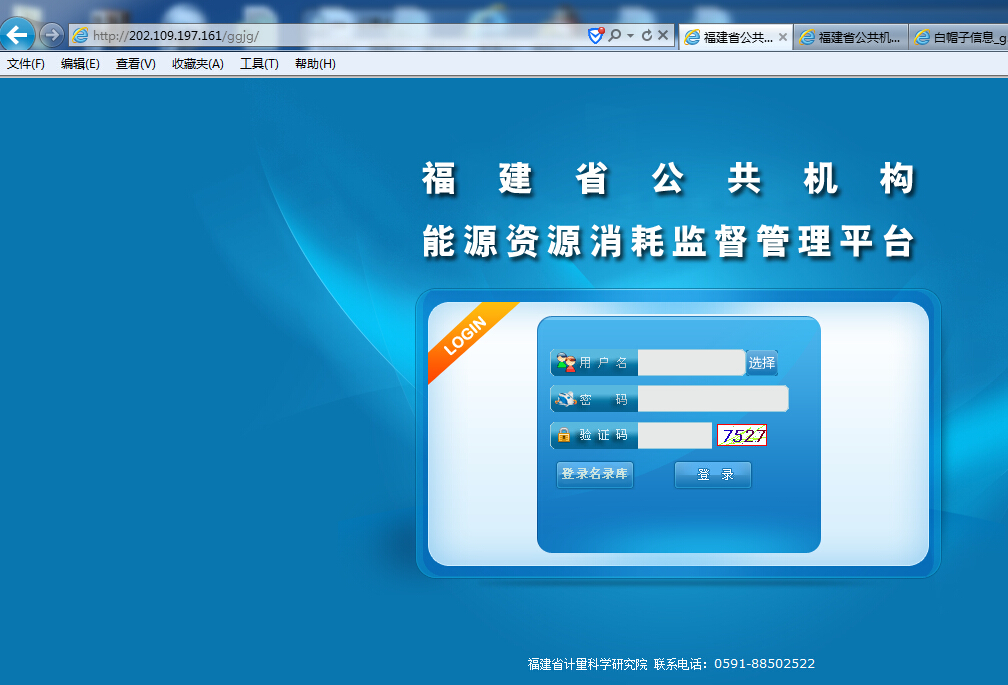 http://202.109.197.161/ggjg/
福建省公共... 福建省公共机... 白帽子信息_g
文件(F) 编辑(E) 查看(V) 收藏夹(A) 工具(T) 帮助(H)
福建省公共机构
能源资源消耗监督管理平台
LOGIN
用户名 选择
密 码
验证码 7527
登录名录库 登 录
福建省计量科学研究院 联系电话：0591-88502522